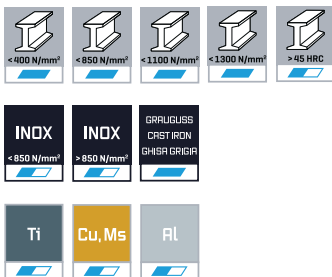 <400 N/mm² <850 N/mm² <1100 N/mm² <1300 N/mm² >45 HRC
INOX INOX GRAUGUSS
CAST IRON
GHISA GRIGIA
<850 N/mm² >850 N/mm²
Ti Cu, Ms Al